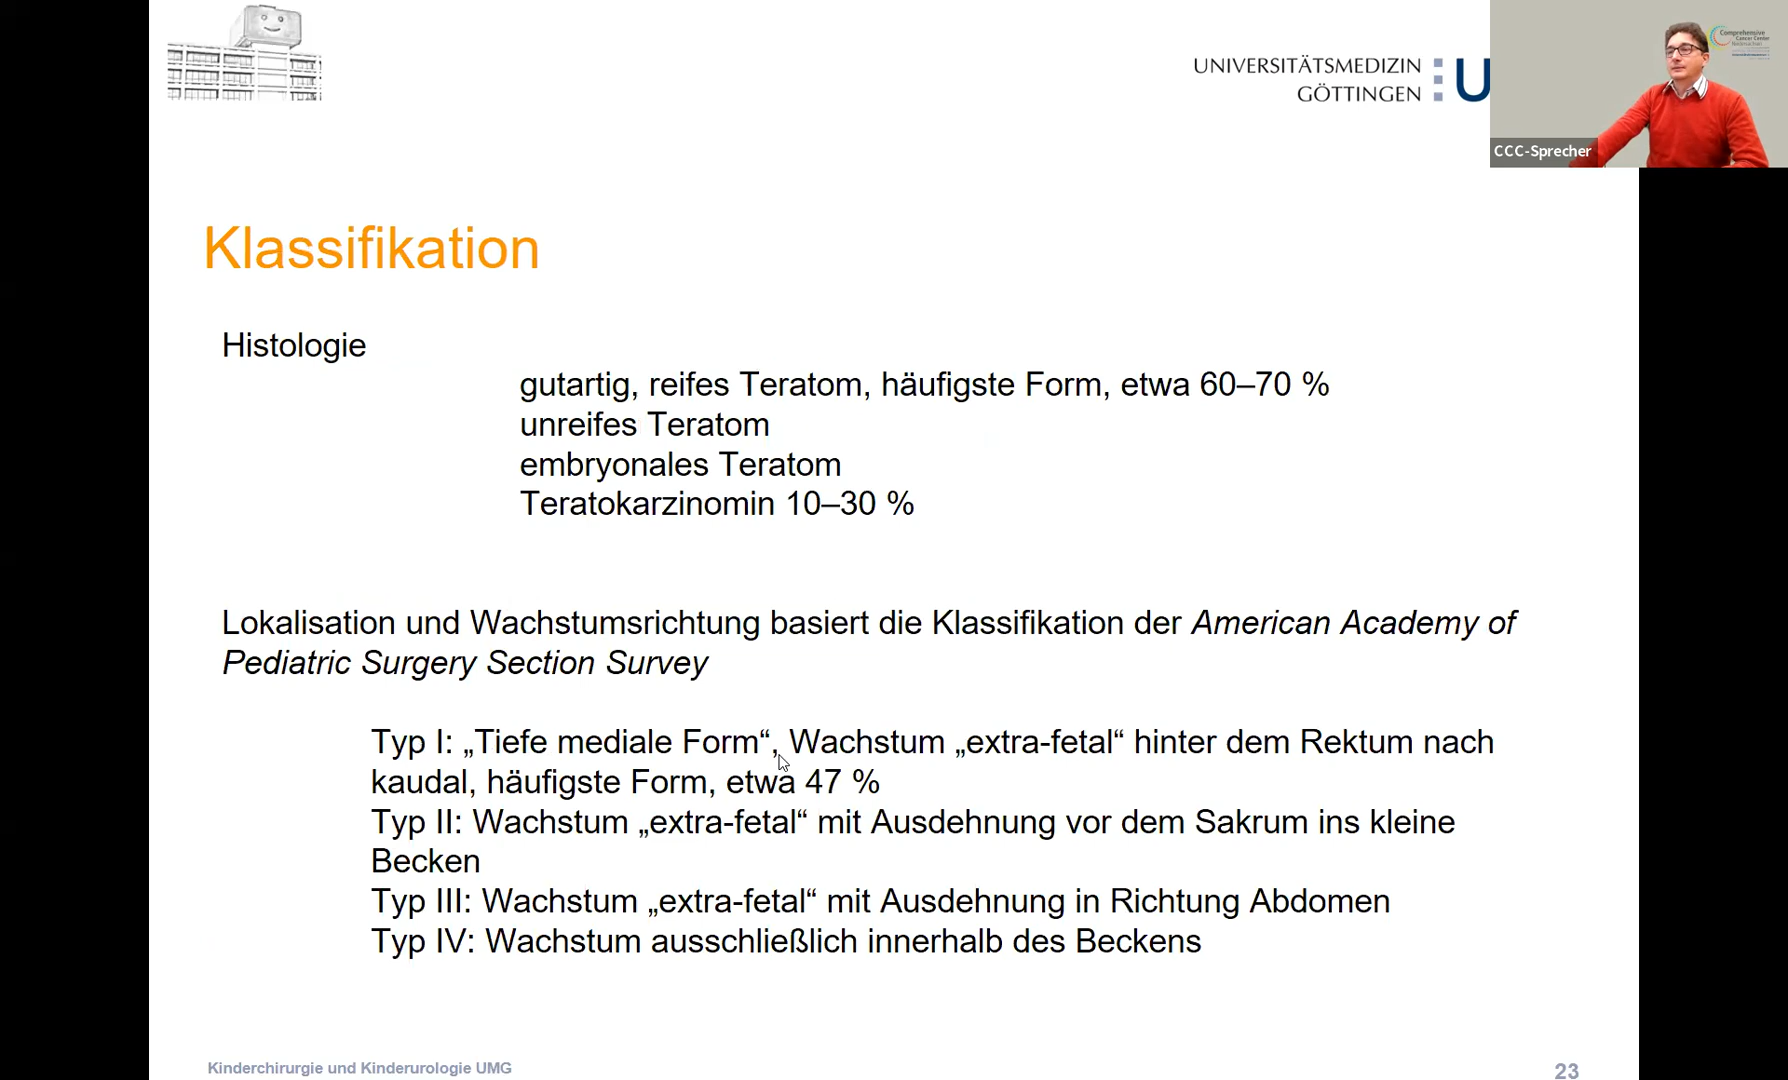 UNIVERSITÄTSMEDIZIN
GÖTTINGEN
U
Comprehensive
Cancer Center
CCC-Sprecher
Klassifikation
Histologie
gutartig, reifes Teratom, häufigste Form, etwa 60–70 %
unreifes Teratom
embryonales Teratom
Teratokarzinomin 10–30 %
Lokalisation und Wachstumsrichtung basiert die Klassifikation der American Academy of
Pediatric Surgery Section Survey
Typ I: „Tiefe mediale Form“, Wachstum „extra-fetal“ hinter dem Rektum nach
kaudal, häufigste Form, etwa 47 %
Typ II: Wachstum „extra-fetal“ mit Ausdehnung vor dem Sakrum ins kleine
Becken
Typ III: Wachstum „extra-fetal“ mit Ausdehnung in Richtung Abdomen
Typ IV: Wachstum ausschließlich innerhalb des Beckens
Kinderchirurgie und Kinderurologie UMG
23